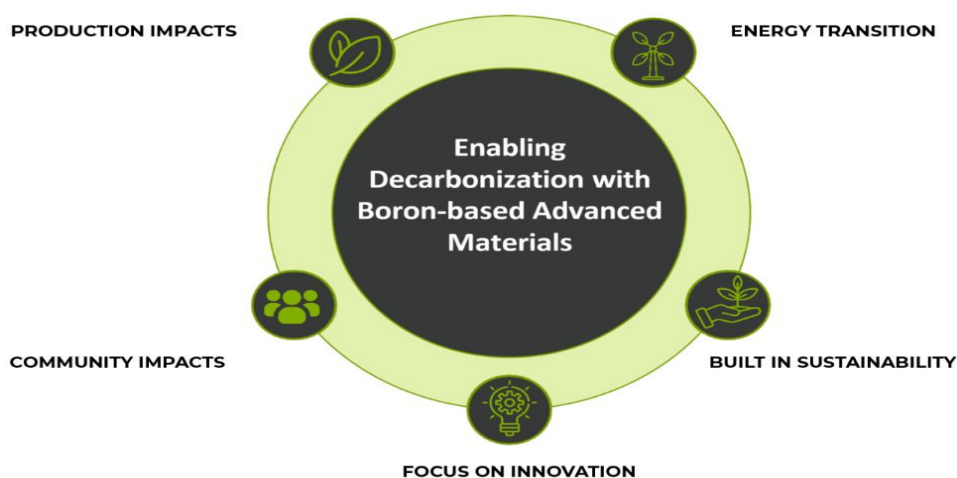 PRODUCTION IMPACTS
ENERGY TRANSITION
Enabling
Decarbonization with
Boron-based Advanced
Materials
COMMUNITY IMPACTS
BUILT IN SUSTAINABILITY
FOCUS ON INNOVATION